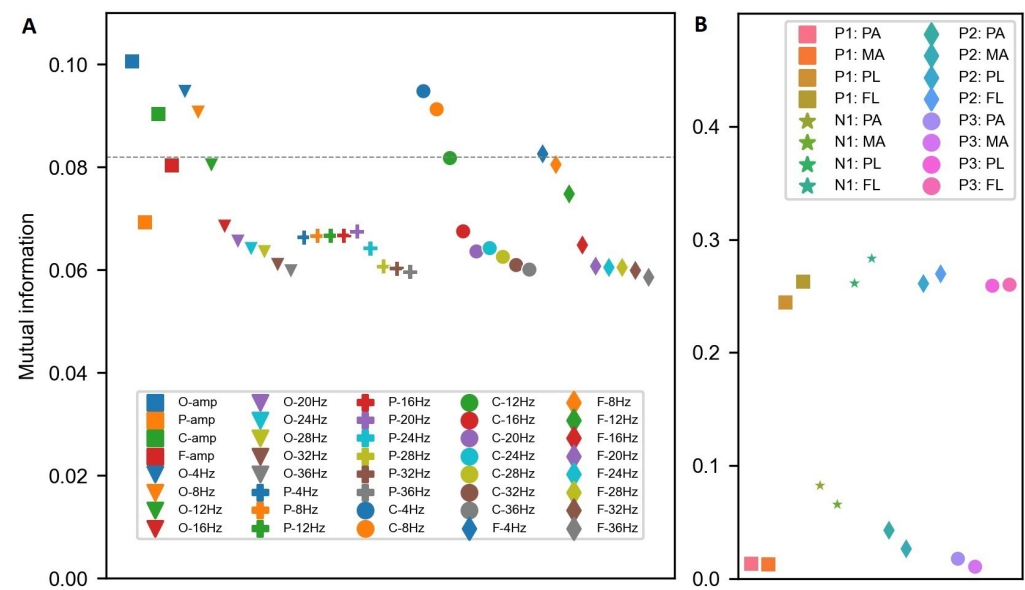 A
Mutual information
0.10
0.08
0.06
0.04
0.02
0.00
O-amp
P-amp
C-amp
F-amp
O-4Hz
O-8Hz
O-12Hz
O-16Hz
O-20Hz
O-24Hz
O-28Hz
O-32Hz
O-36Hz
P-4Hz
P-8Hz
P-12Hz
P-16Hz
P-20Hz
P-24Hz
P-28Hz
P-32Hz
P-36Hz
C-4Hz
C-8Hz
C-12Hz
C-16Hz
C-20Hz
C-24Hz
C-28Hz
C-32Hz
C-36Hz
F-4Hz
F-8Hz
F-12Hz
F-16Hz
F-20Hz
F-24Hz
F-28Hz
F-32Hz
F-36Hz
B
0.4
0.3
0.2
0.1
0.0
P1: PA
P1: MA
P1: PL
P1: FL
N1: PA
N1: MA
N1: PL
N1: FL
P2: PA
P2: MA
P2: PL
P2: FL
P3: PA
P3: MA
P3: PL
P3: FL